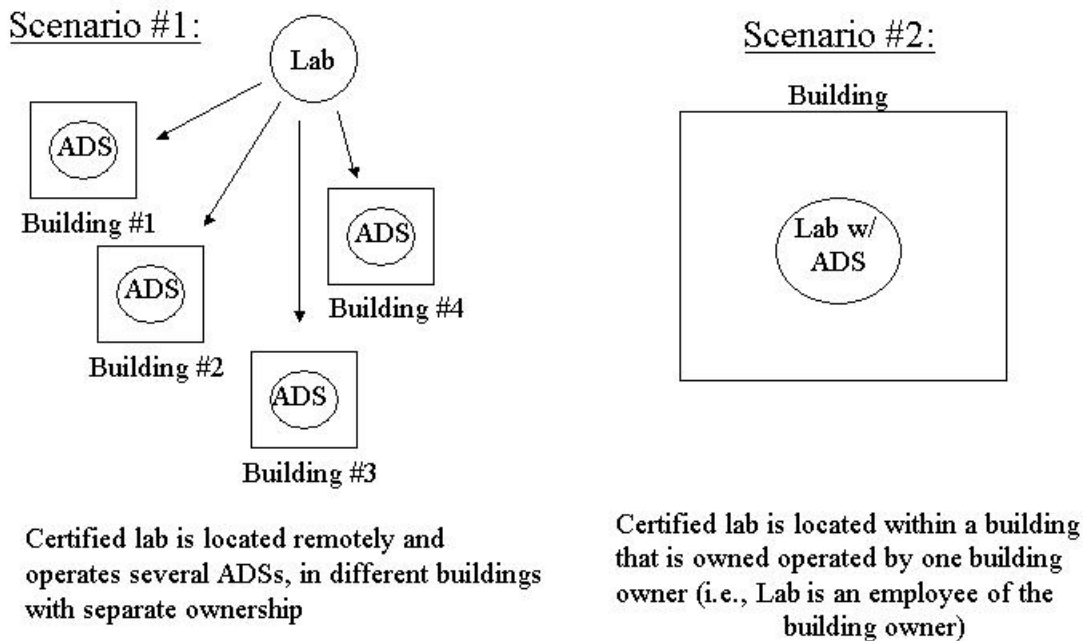 Scenario #1:
Lab
ADS
Building #1
ADS
Building #2
ADS
Building #3
ADS
Building #4
Certified lab is located remotely and
operates several ADSs, in different buildings
with separate ownership
Scenario #2:
Building
Lab w/
ADS
Certified lab is located within a building
that is owned operated by one building
owner (i.e., Lab is an employee of the
building owner)